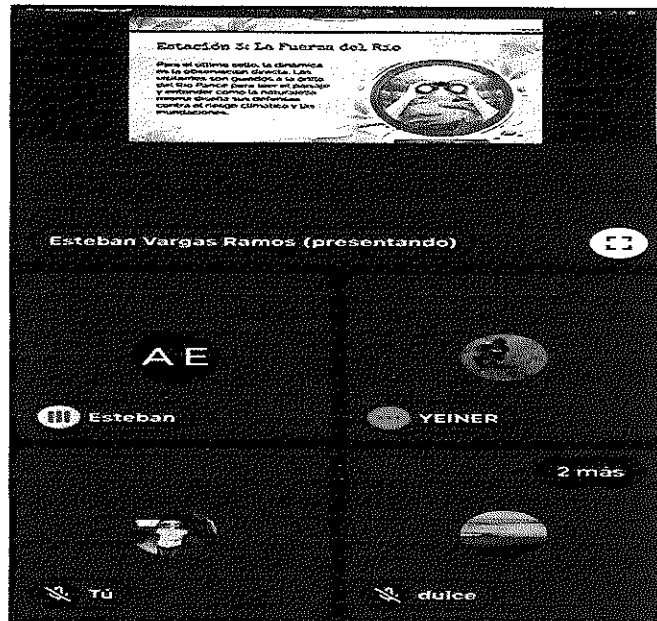 Estación 3: La Fuerza del Río
Para el último sello, la dinámica
es la observación directa. Los
visitantes son guiados a la orilla
del Río Pance para leer el paisaje
y entender cómo la naturaleza
misma diseña sus defensas
contra el riesgo climático y las
inundaciones.
Esteban Vargas Ramos (presentando)
A E
Esteban
YEINER
2 más
Tú
dulce